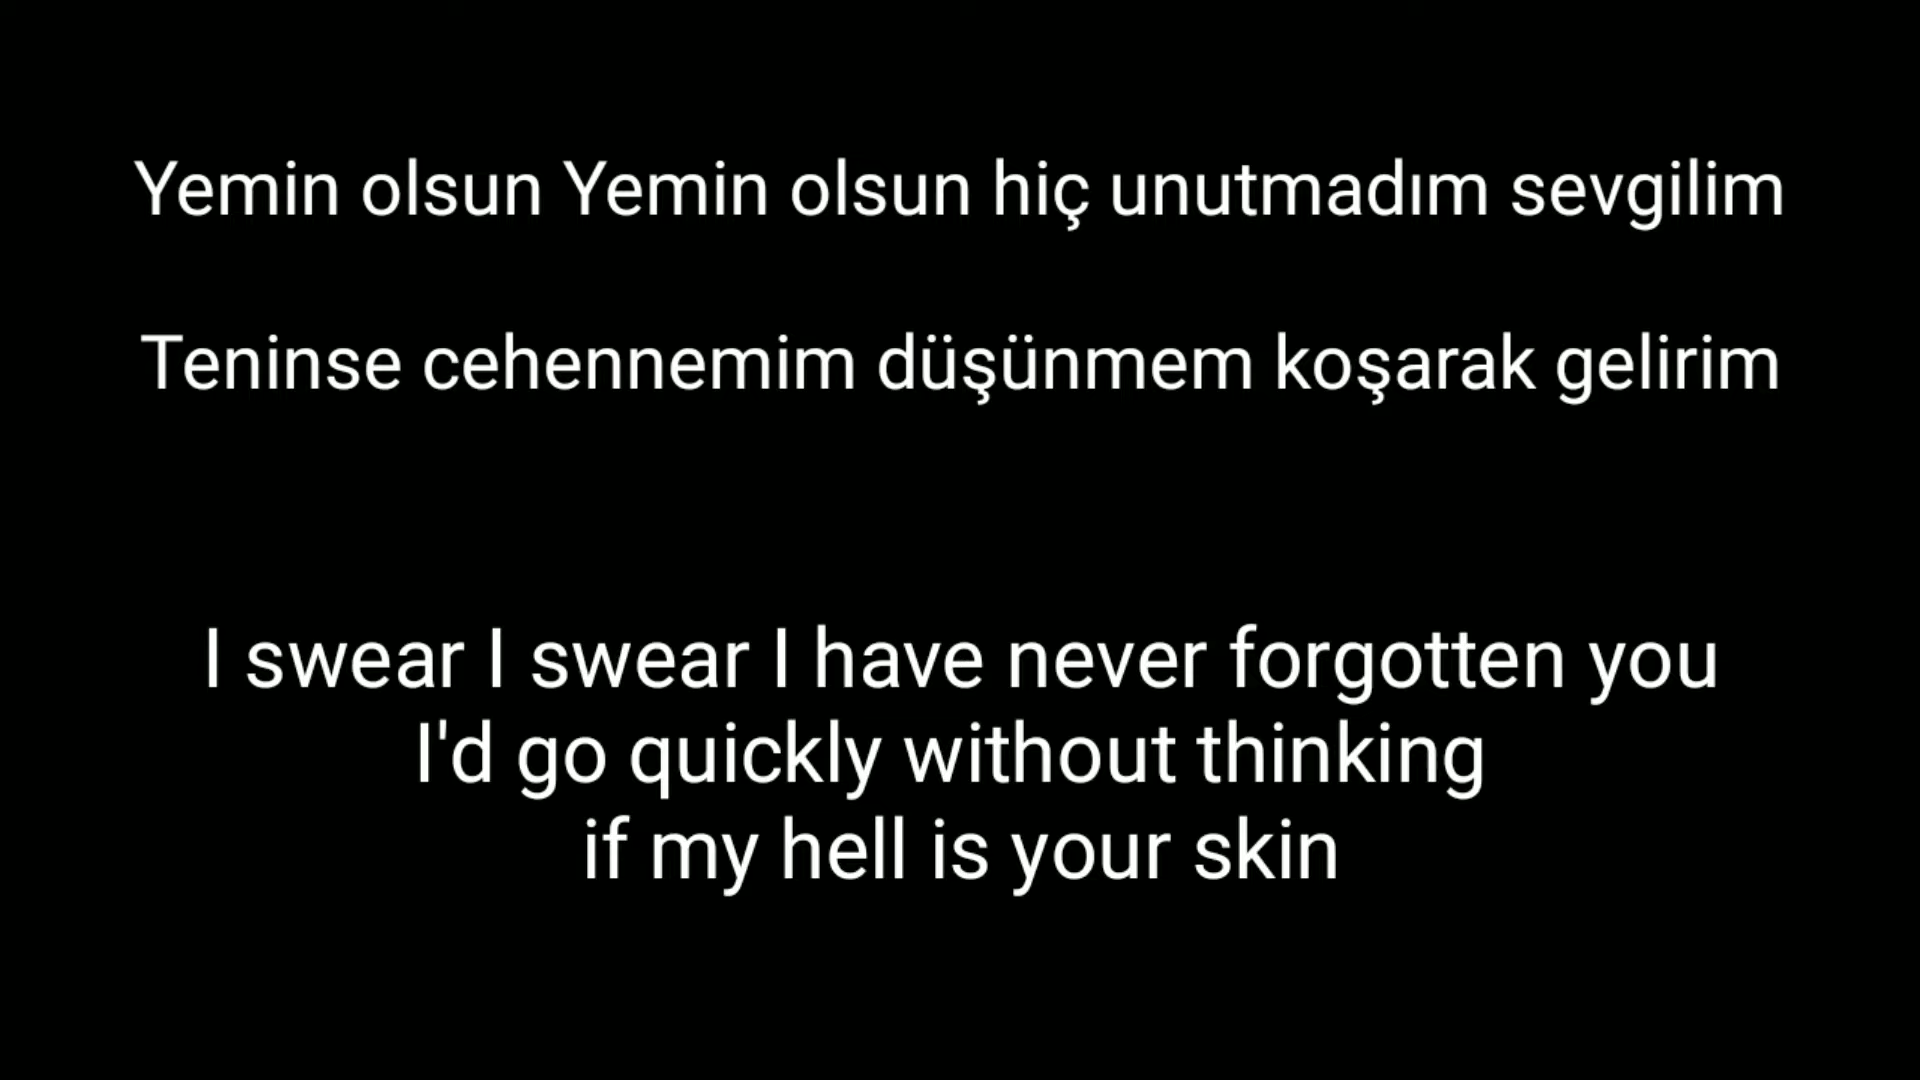 Yemin olsun Yemin olsun hiç unutmadım sevgilim
Teninse cehennemim düşünmem koşarak gelirim
I swear I swear I have never forgotten you
I'd go quickly without thinking
if my hell is your skin